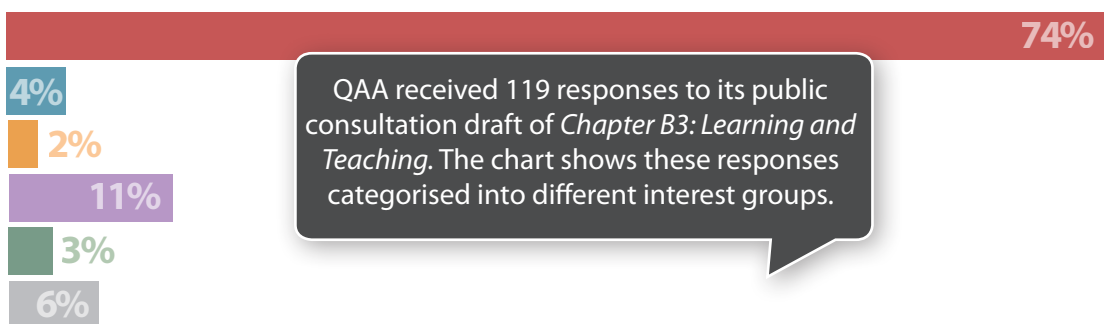 74%
4%
2%
11%
3%
6%
QAA received 119 responses to its public
consultation draft of Chapter B3: Learning and
Teaching. The chart shows these responses
categorised into different interest groups.